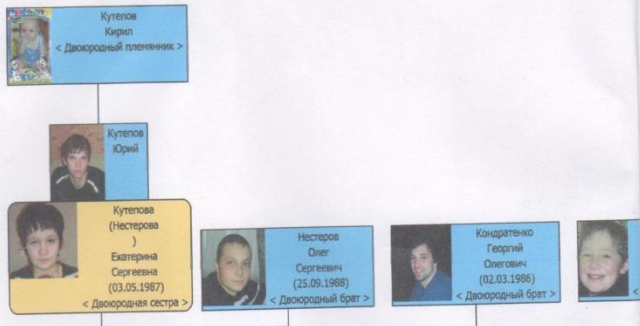 Кутепов
Кирил
< Двоюродный племянник >
Кутепов
Юрий
Кутепова
(Нестерова
)
Екатерина
Сергеевна
(03.05.1987)
< Двоюродная сестра >
Нестеров
Олег
Сергеевич
(25.09.1988)
< Двоюродный брат >
Кондратенко
Георгий
Олегович
(02.03.1986)
< Двоюродный брат >
<